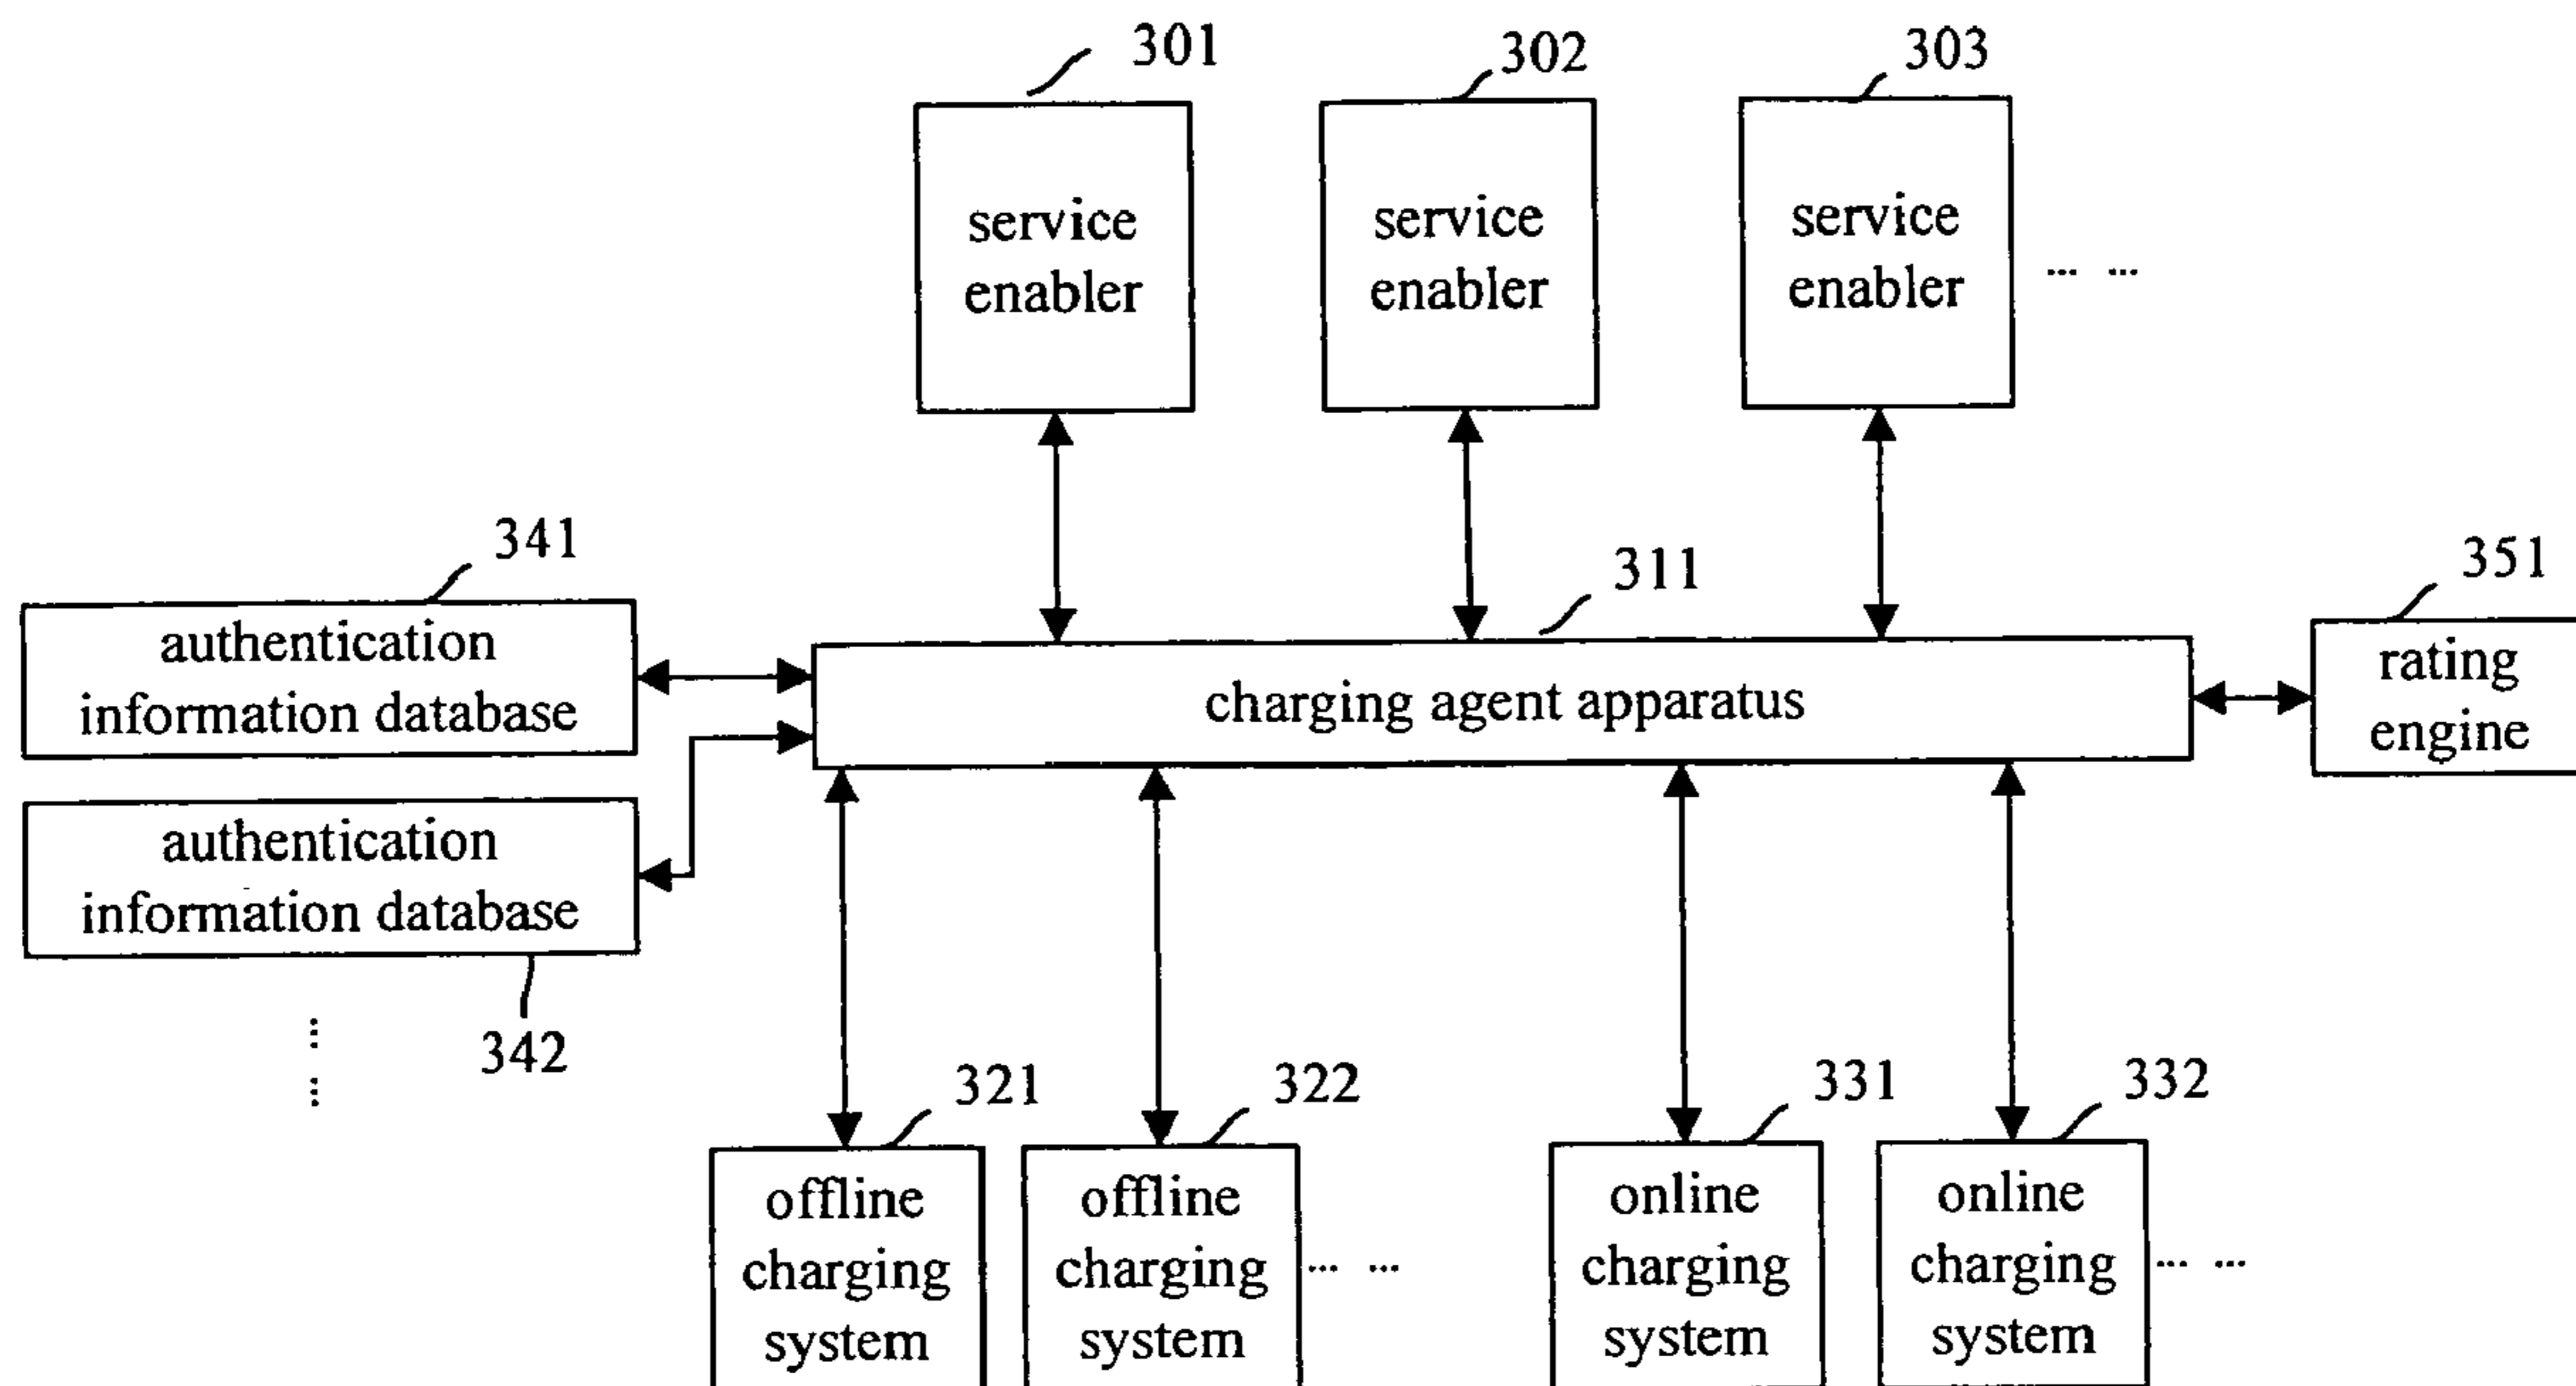 301
302
303
service
enabler
service
enabler
service
enabler
... ...
341
311
351
authentication
information database
charging agent apparatus
rating
engine
authentication
information database
342
... ...
321
322
331
332
offline
charging
system
offline
charging
system
... ...
online
charging
system
online
charging
system
... ...